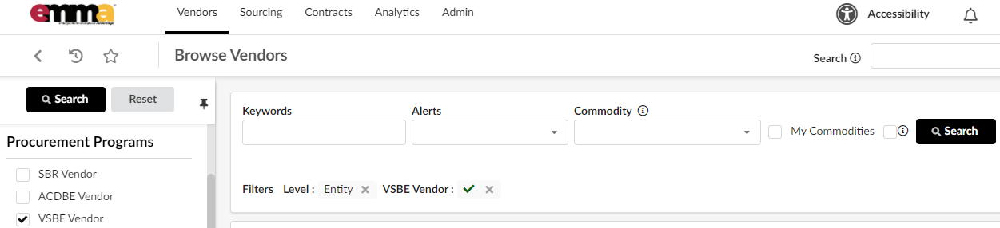 emma
Vendors Sourcing Contracts Analytics Admin Accessibility
Browse Vendors Search
Search Reset
Keywords Alerts Commodity
My Commodities Search
Procurement Programs
SBR Vendor
ACDBE Vendor
VSBE Vendor
Filters Level : Entity VSBE Vendor :